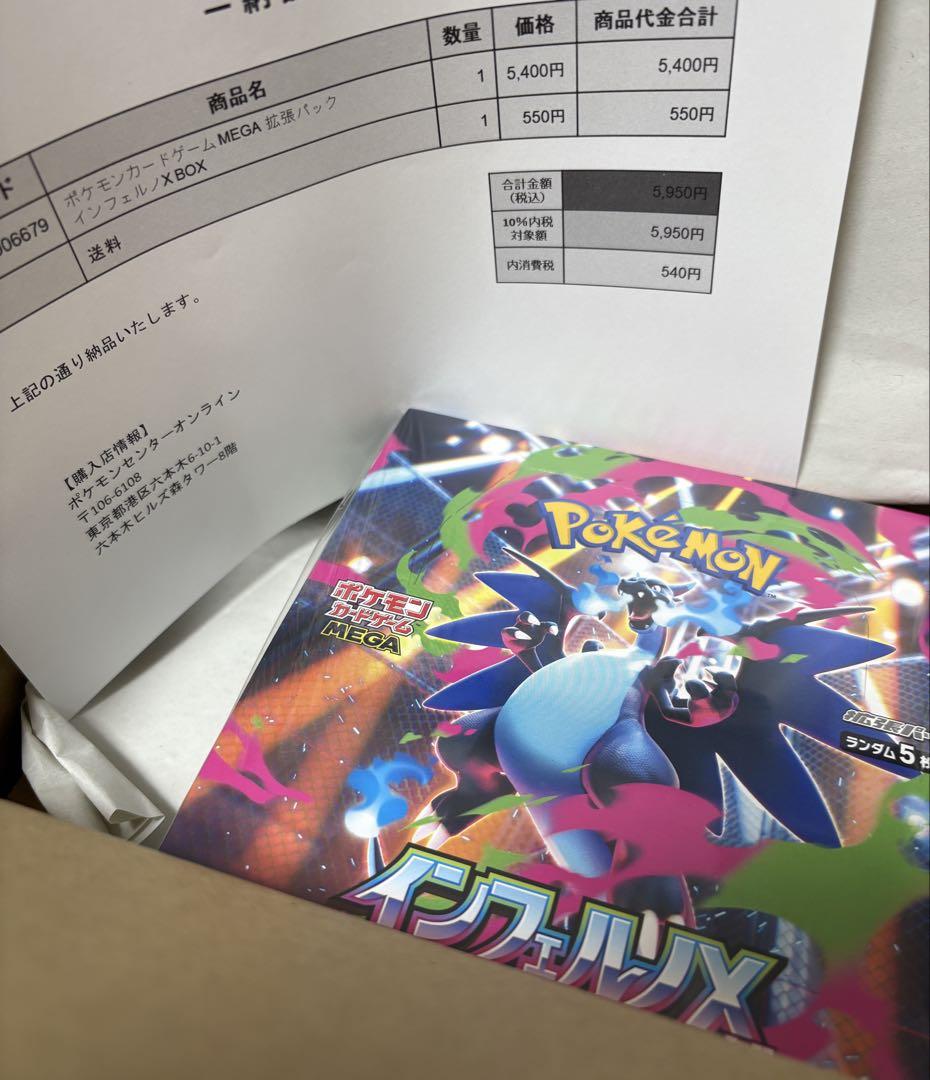 納
商品名 数量 価格 商品代金合計
ポケモンカードゲームMEGA 拡張パック 1 5,400円 5,400円
06679 インフェルノX BOX
送料 1 550円 550円
合計金額 5,950円
(税込)
10%内税 5,950円
対象額
内消費税 540円
上記の通り納品いたします。
【購入店情報】
ポケモンセンターオンライン
〒106-6108
東京都港区六本木6-10-1
六本木ヒルズ森タワー8階
POKéMON
TM
ポケモン
カードゲーム
MEGA
拡張パ
ランダム5枚
インフェルノX